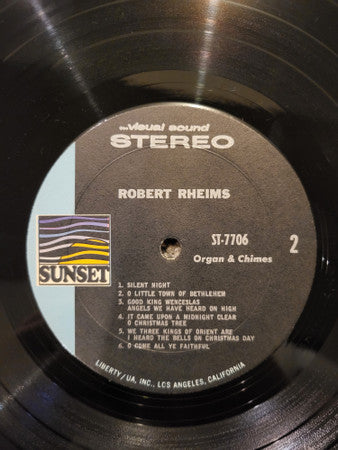 the visual sound
STEREO
ROBERT RHEIMS
ST-7706
2
Organ & Chimes
SUNSET
1. SILENT NIGHT
2. O LITTLE TOWN OF BETHLEHEM
3. GOOD KING WENCESLAS
ANGELS WE HAVE HEARD ON HIGH
4. IT CAME UPON A MIDNIGHT CLEAR
O CHRISTMAS TREE
5. WE THREE KINGS OF ORIENT ARE
I HEARD THE BELLS ON CHRISTMAS DAY
6. O COME ALL YE FAITHFUL
LIBERTY/UA, INC., LOS ANGELES, CALIFORNIA